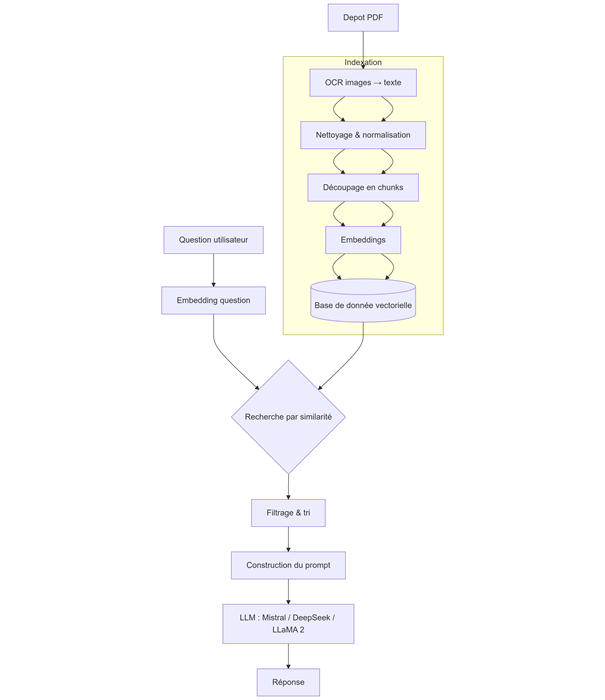 Depot PDF
Indexation
OCR images → texte
Nettoyage & normalisation
Découpage en chunks
Embeddings
Base de donnée vectorielle
Question utilisateur
Embedding question
Recherche par similarité
Filtrage & tri
Construction du prompt
LLM : Mistral / DeepSeek /
LLaMA 2
Réponse